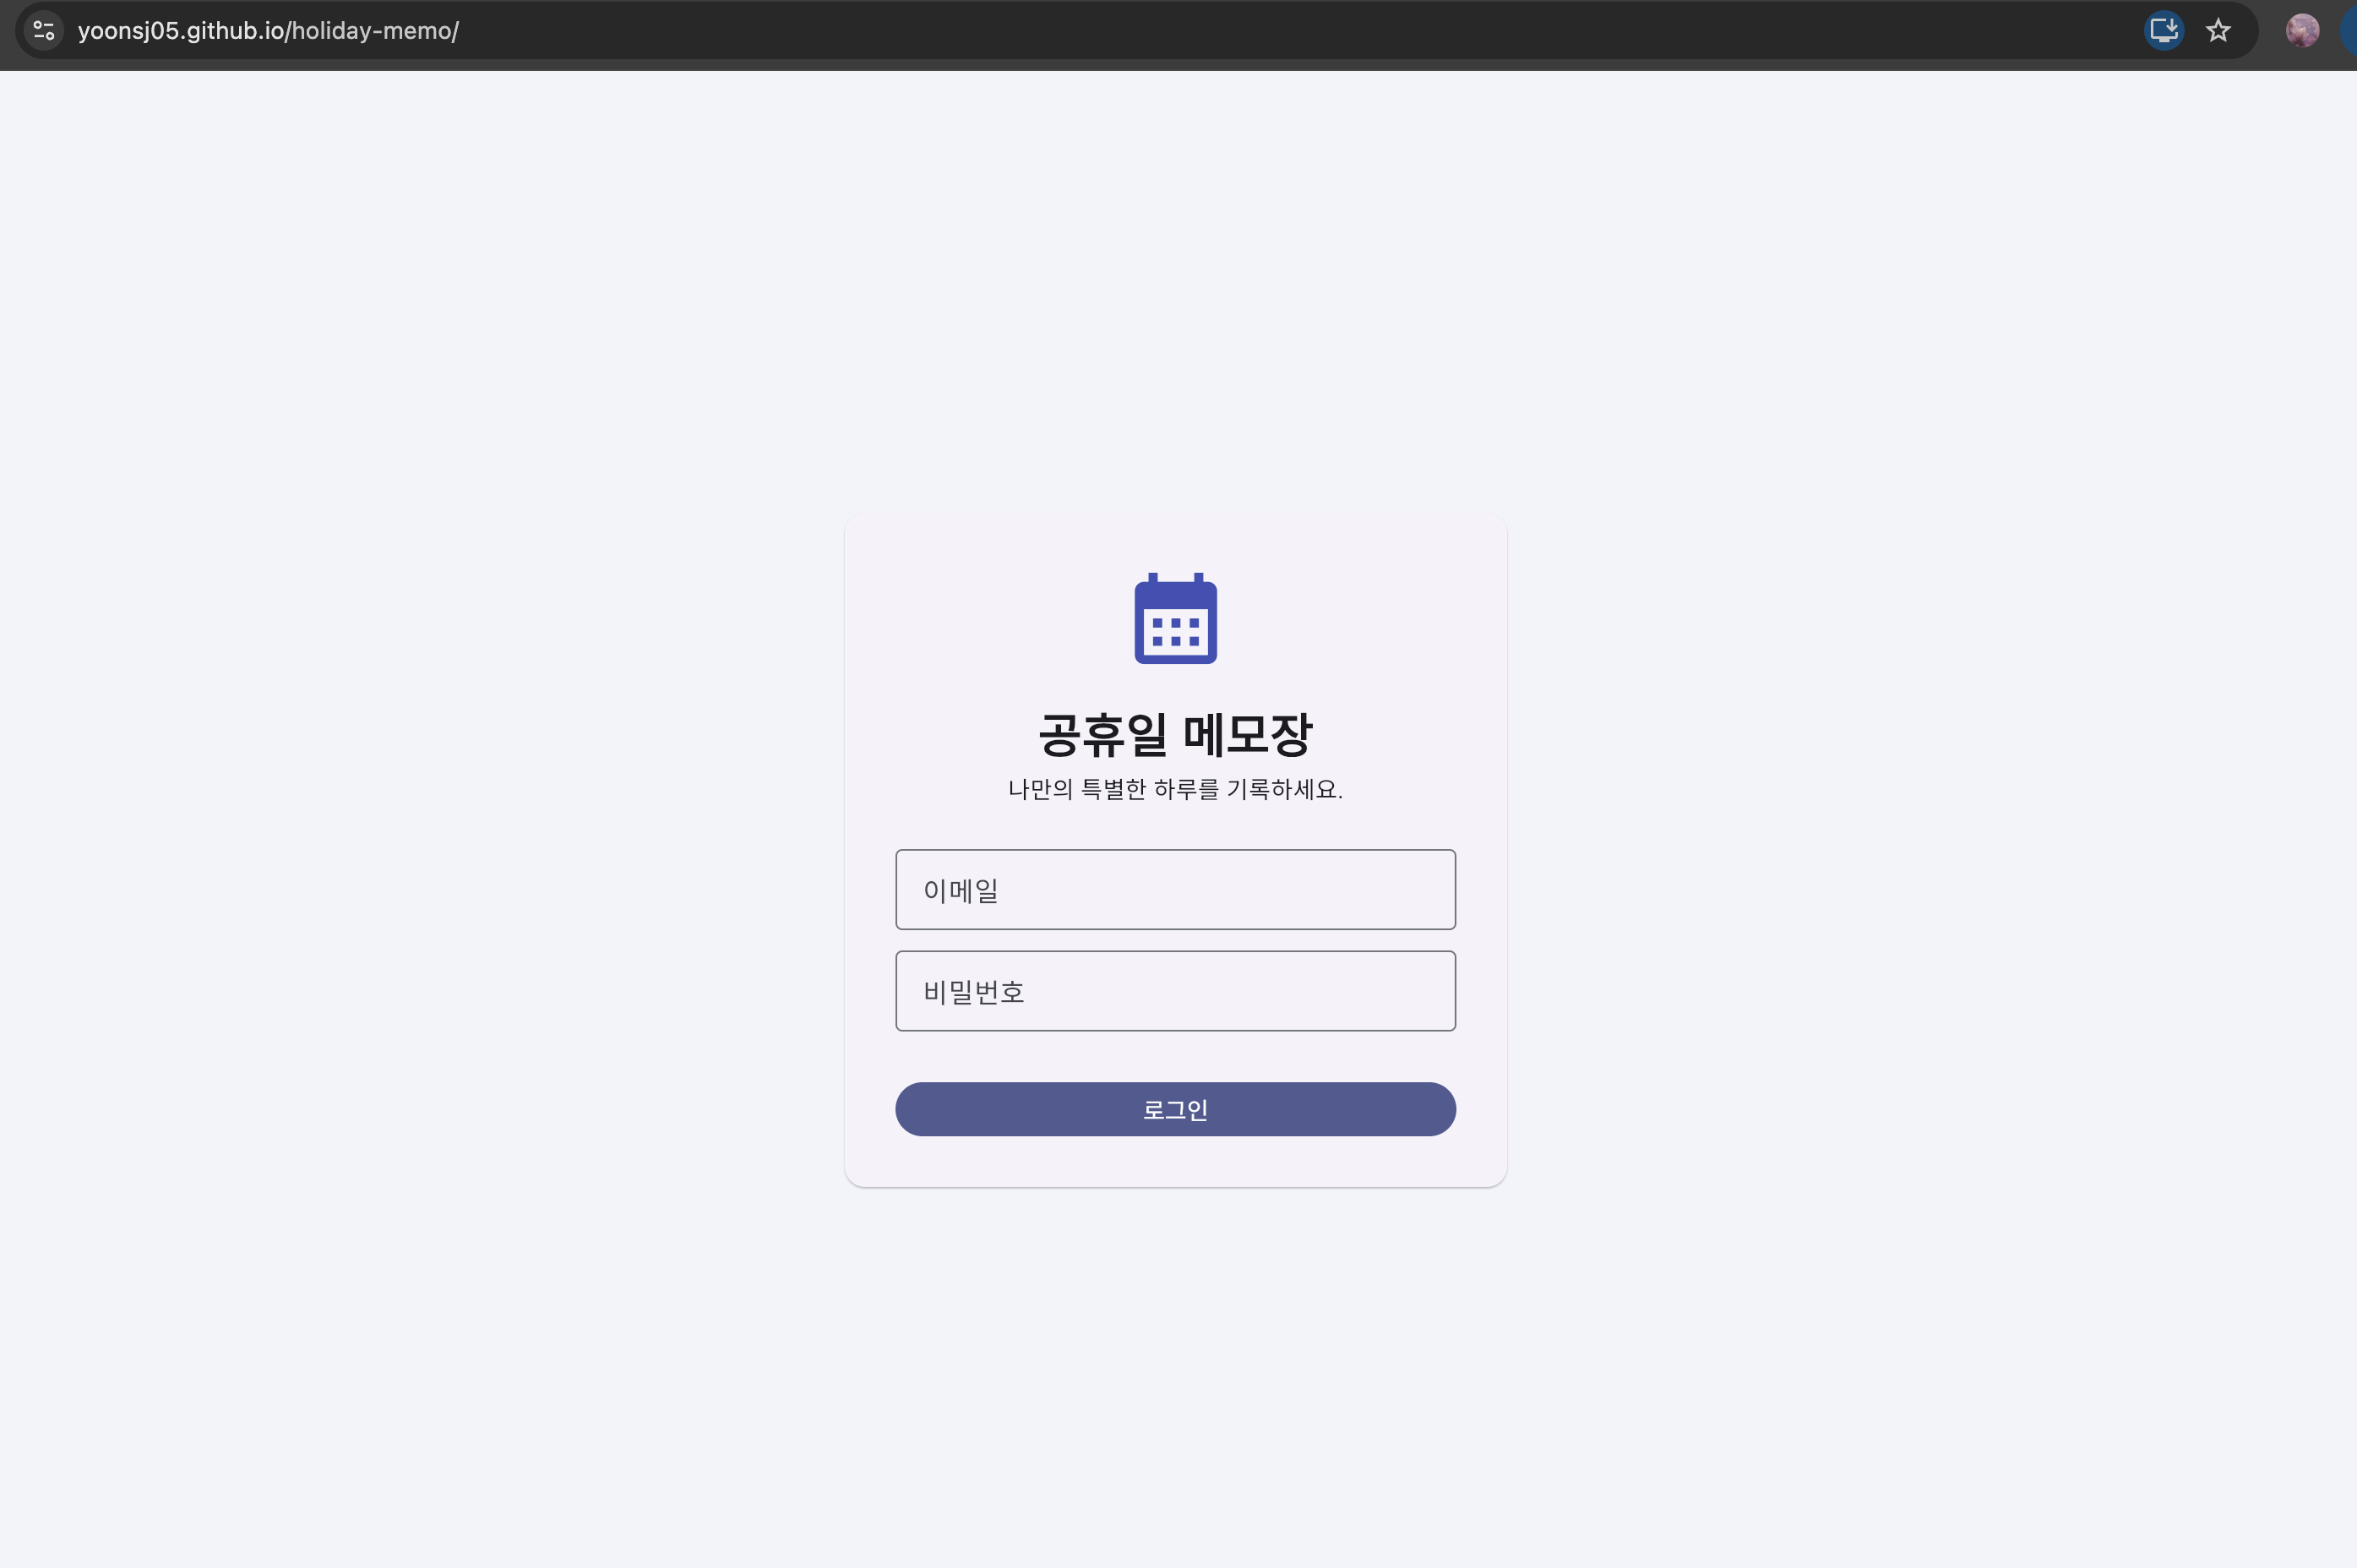 yoonsj05.github.io/holiday-memo/
공휴일 메모장
나만의 특별한 하루를 기록하세요.
이메일
비밀번호
로그인